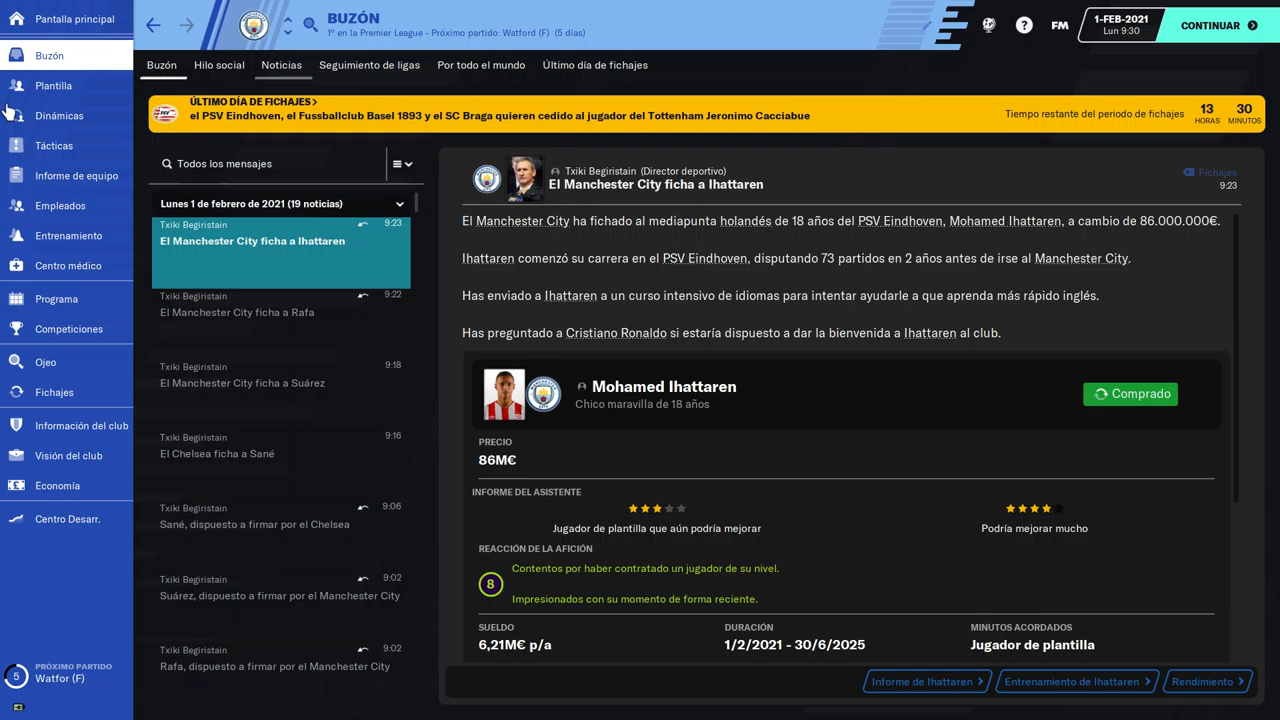 Pantalla principal
BUZÓN
1º en la Premier League - Próximo partido: Watford (F) (5 días)
FM
1-FEB-2021
Lun 9:30
CONTINUAR
Buzón
Plantilla
Dinámicas
Tácticas
Informe de equipo
Empleados
Entrenamiento
Centro médico
Programa
Competiciones
Ojeo
Fichajes
Información del club
Visión del club
Economía
Centro Desarr.
5
PRÓXIMO PARTIDO
Watfor (F)
Buzón Hilo social Noticias Seguimiento de ligas Por todo el mundo Último día de fichajes
PSV
ÚLTIMO DÍA DE FICHAJES>
el PSV Eindhoven, el Fussballclub Basel 1893 y el SC Braga quieren cedido al jugador del Tottenham Jeronimo Cacciabue
Tiempo restante del periodo de fichajes
13
HORAS
30
MINUTOS
Todos los mensajes
Lunes 1 de febrero de 2021 (19 noticias)
Txiki Begiristain 9:23
El Manchester City ficha a Ihattaren
Txiki Begiristain 9:22
El Manchester City ficha a Rafa
Txiki Begiristain 9:18
El Manchester City ficha a Suárez
Txiki Begiristain 9:16
El Chelsea ficha a Sané
Txiki Begiristain 9:06
Sané, dispuesto a firmar por el Chelsea
Txiki Begiristain 9:02
Suárez, dispuesto a firmar por el Manchester City
Txiki Begiristain 9:02
Rafa, dispuesto a firmar por el Manchester City
Txiki Begiristain (Director deportivo)
El Manchester City ficha a Ihattaren
Fichajes
9:23
El Manchester City ha fichado al mediapunta holandés de 18 años del PSV Eindhoven, Mohamed Ihattaren, a cambio de 86.000.000€.
Ihattaren comenzó su carrera en el PSV Eindhoven, disputando 73 partidos en 2 años antes de irse al Manchester City.
Has enviado a Ihattaren a un curso intensivo de idiomas para intentar ayudarle a que aprenda más rápido inglés.
Has preguntado a Cristiano Ronaldo si estaría dispuesto a dar la bienvenida a Ihattaren al club.
Mohamed Ihattaren
Chico maravilla de 18 años
Comprado
PRECIO
86M€
INFORME DEL ASISTENTE
Jugador de plantilla que aún podría mejorar
Podría mejorar mucho
REACCIÓN DE LA AFICIÓN
8
Contentos por haber contratado un jugador de su nivel.
Impresionados con su momento de forma reciente.
SUELDO
6,21M€ p/a
DURACIÓN
1/2/2021 - 30/6/2025
MINUTOS ACORDADOS
Jugador de plantilla
Informe de Ihattaren
Entrenamiento de Ihattaren
Rendimiento